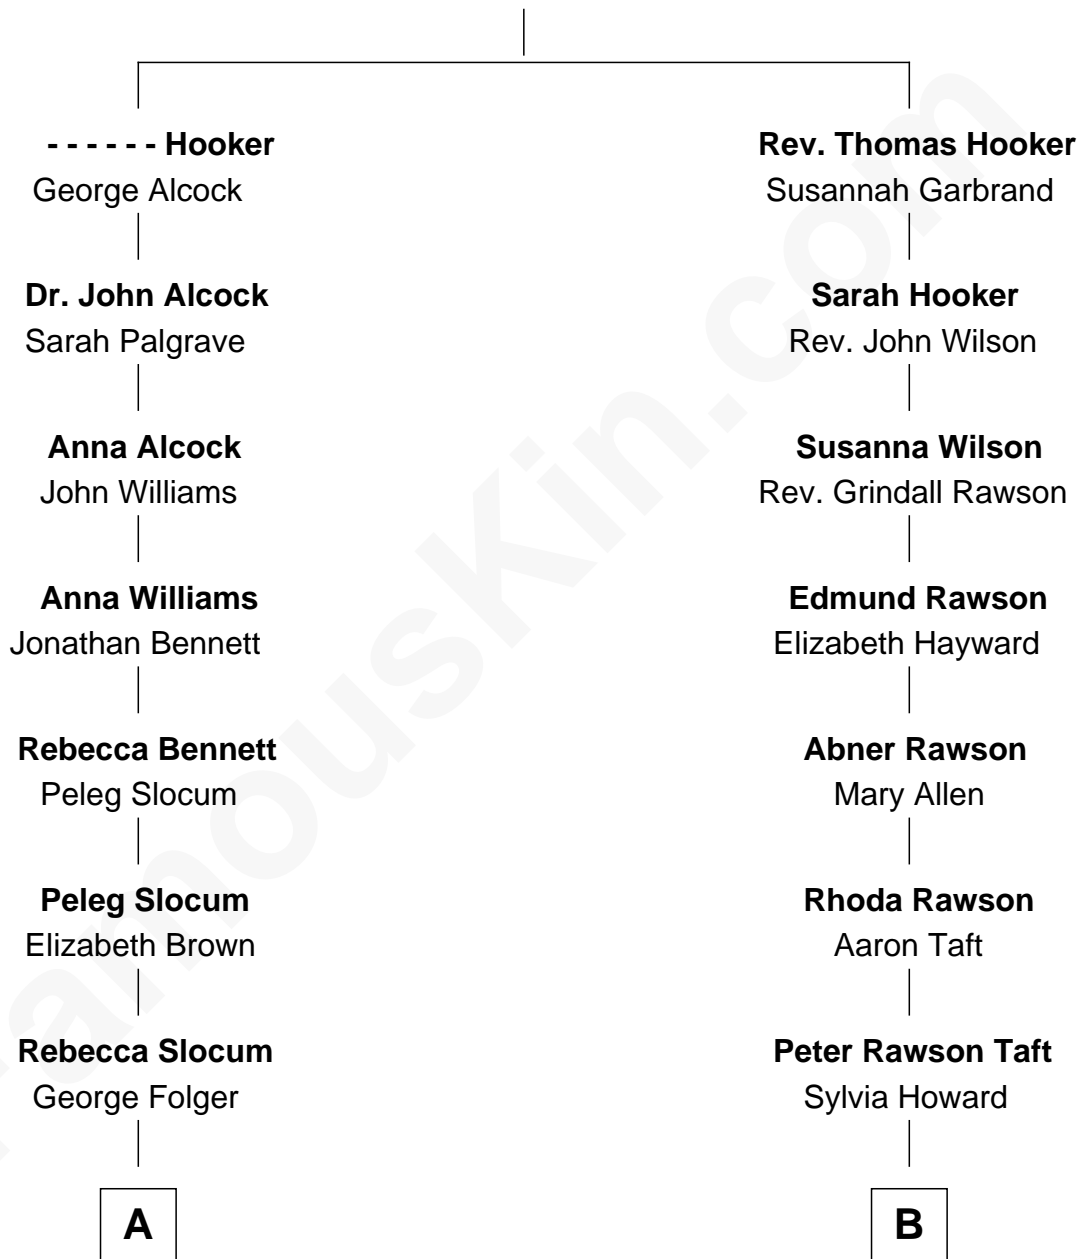 - - - - - - Hooker
George Alcock
Dr. John Alcock
Sarah Palgrave
Anna Alcock
John Williams
Anna Williams
Jonathan Bennett
Rebecca Bennett
Peleg Slocum
Peleg Slocum
Elizabeth Brown
Rebecca Slocum
George Folger
A
Rev. Thomas Hooker
Susannah Garbrand
Sarah Hooker
Rev. John Wilson
Susanna Wilson
Rev. Grindall Rawson
Edmund Rawson
Elizabeth Hayward
Abner Rawson
Mary Allen
Rhoda Rawson
Aaron Taft
Peter Rawson Taft
Sylvia Howard
B
FamousKin.com